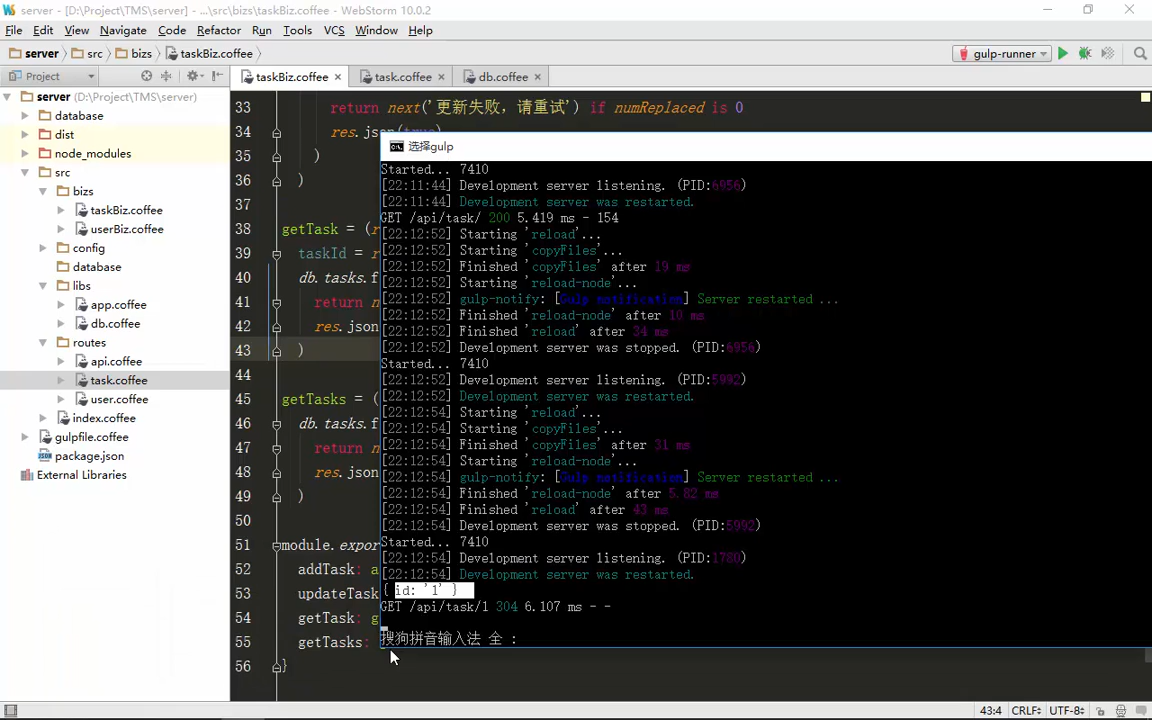 server - [D:\Project\TMS\server] - ...\src\bizs\taskBiz.coffee - WebStorm 10.0.2
File Edit View Navigate Code Refactor Run Tools VCS Window Help
server src bizs taskBiz.coffee gulp-runner
Project taskBiz.coffee task.coffee db.coffee
server (D:\Project\TMS\server)
database
dist
node_modules
src
bizs
taskBiz.coffee
userBiz.coffee
config
database
libs
app.coffee
db.coffee
routes
api.coffee
task.coffee
user.coffee
index.coffee
gulpfile.coffee
package.json
External Libraries
33 return next('更新失败，请重试') if numReplaced is 0
34 res.json(true)
35 )
36 )
37
38 getTask = (r
39 taskId = r
40 db.tasks.f
41 return n
42 res.json
43 )
44
45 getTasks = (
46 db.tasks.f
47 return n
48 res.json
49 )
50
51 module.expor
52 addTask: a
53 updateTask
54 getTask: g
55 getTasks:
56 }
选择gulp
Started... 7410
[22:11:44] Development server listening. (PID:6956)
[22:11:44] Development server was restarted.
GET /api/task/ 200 5.419 ms - 154
[22:12:52] Starting 'reload'...
[22:12:52] Starting 'copyFiles'...
[22:12:52] Finished 'copyFiles' after 19 ms
[22:12:52] Starting 'reload-node'...
[22:12:52] gulp-notify: [Gulp notification] Server restarted ...
[22:12:52] Finished 'reload-node' after 10 ms
[22:12:52] Finished 'reload' after 34 ms
[22:12:52] Development server was stopped. (PID:6956)
Started... 7410
[22:12:52] Development server listening. (PID:5992)
[22:12:52] Development server was restarted.
[22:12:54] Starting 'reload'...
[22:12:54] Starting 'copyFiles'...
[22:12:54] Finished 'copyFiles' after 31 ms
[22:12:54] Starting 'reload-node'...
[22:12:54] gulp-notify: [Gulp notification] Server restarted ...
[22:12:54] Finished 'reload-node' after 5.82 ms
[22:12:54] Finished 'reload' after 43 ms
[22:12:54] Development server was stopped. (PID:5992)
Started... 7410
[22:12:54] Development server listening. (PID:1780)
[22:12:54] Development server was restarted.
{ id: '1' }
GET /api/task/1 304 6.107 ms - -
搜狗拼音输入法 全 :
43:4 CRLF UTF-8